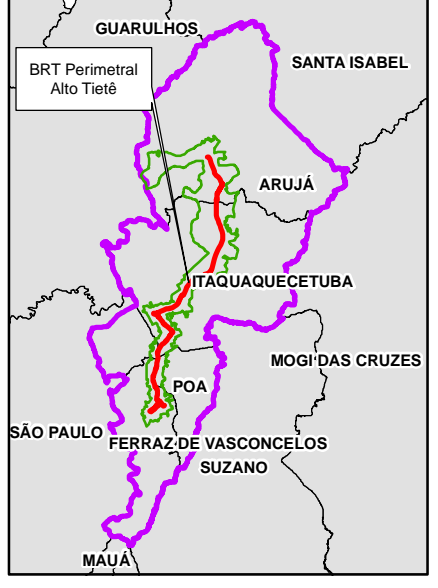 GUARULHOS
SANTA ISABEL
BRT Perimetral
Alto Tietê
ARUJÁ
ITAQUAQUECETUBA
MOGI DAS CRUZES
POA
SÃO PAULO
FERRAZ DE VASCONCELOS
SUZANO
MAUÁ